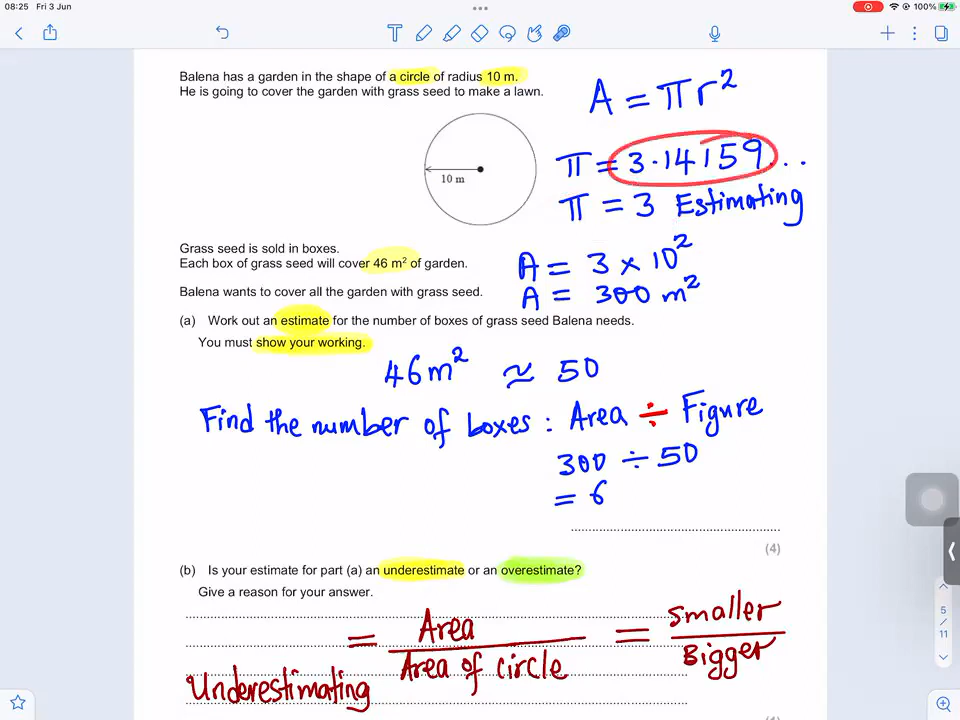 08:25 Fri 3 Jun
100%
Balena has a garden in the shape of a circle of radius 10 m.
He is going to cover the garden with grass seed to make a lawn.
A = πr²
10 m
π = 3.14159...
π = 3 Estimating
Grass seed is sold in boxes.
Each box of grass seed will cover 46 m² of garden.
A = 3 × 10²
Balena wants to cover all the garden with grass seed.
A = 300 m²
(a) Work out an estimate for the number of boxes of grass seed Balena needs.
You must show your working.
46m² ≈ 50
Find the number of boxes : Area ÷ Figure
300 ÷ 50
= 6
(4)
(b) Is your estimate for part (a) an underestimate or an overestimate?
Give a reason for your answer.
Underestimating = Area / Area of circle = Smaller / Bigger
5
/
11